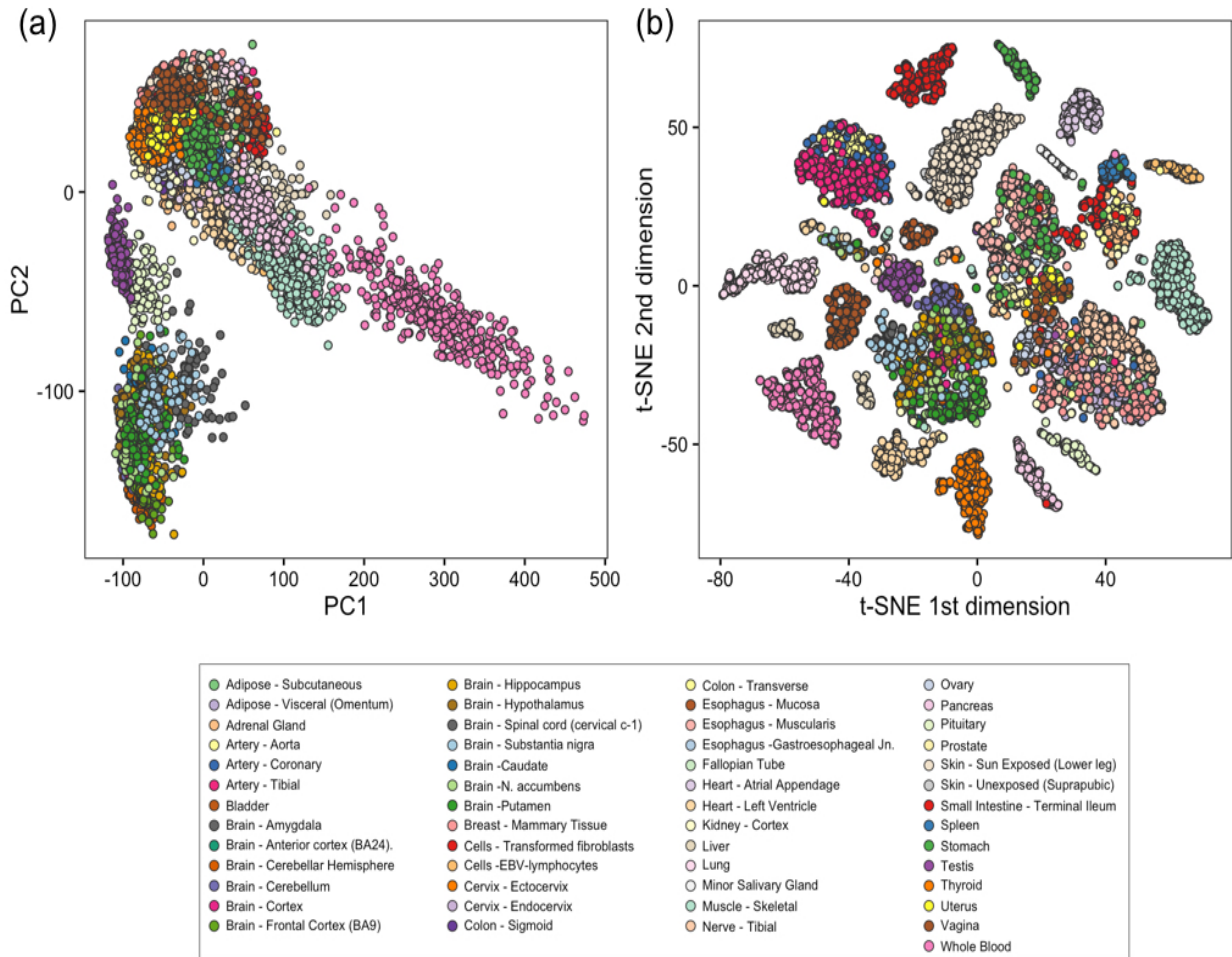 (a)
(b)
0
-100
PC2
-100
0
100
200
300
400
500
PC1
50
0
-50
t-SNE 2nd dimension
-80
-40
0
40
t-SNE 1st dimension
Adipose - Subcutaneous
Adipose - Visceral (Omentum)
Adrenal Gland
Artery - Aorta
Artery - Coronary
Artery - Tibial
Bladder
Brain - Amygdala
Brain - Anterior cortex (BA24).
Brain - Cerebellar Hemisphere
Brain - Cerebellum
Brain - Cortex
Brain - Frontal Cortex (BA9)
Brain - Hippocampus
Brain - Hypothalamus
Brain - Spinal cord (cervical c-1)
Brain - Substantia nigra
Brain -Caudate
Brain -N. accumbens
Brain -Putamen
Breast - Mammary Tissue
Cells - Transformed fibroblasts
Cells -EBV-lymphocytes
Cervix - Ectocervix
Cervix - Endocervix
Colon - Sigmoid
Colon - Transverse
Esophagus - Mucosa
Esophagus - Muscularis
Esophagus -Gastroesophageal Jn.
Fallopian Tube
Heart - Atrial Appendage
Heart - Left Ventricle
Kidney - Cortex
Liver
Lung
Minor Salivary Gland
Muscle - Skeletal
Nerve - Tibial
Ovary
Pancreas
Pituitary
Prostate
Skin - Sun Exposed (Lower leg)
Skin - Unexposed (Suprapubic)
Small Intestine - Terminal Ileum
Spleen
Stomach
Testis
Thyroid
Uterus
Vagina
Whole Blood